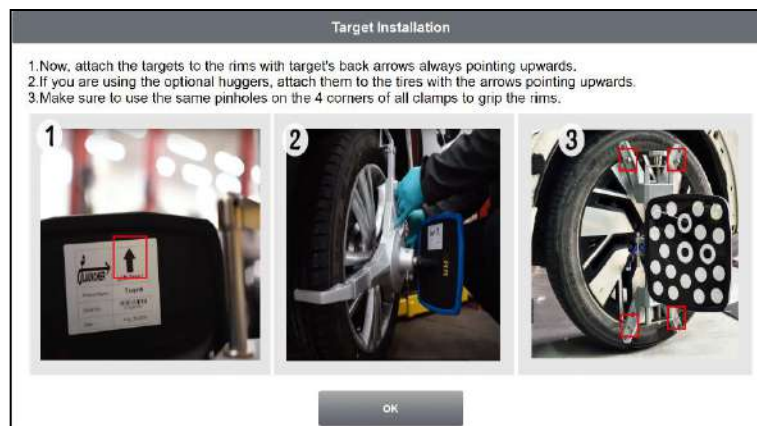 Target Installation
1.Now, attach the targets to the rims with target's back arrows always pointing upwards.
2.If you are using the optional huggers, attach them to the tires with the arrows pointing upwards.
3.Make sure to use the same pinholes on the 4 corners of all clamps to grip the rims.
1
2
3
OK